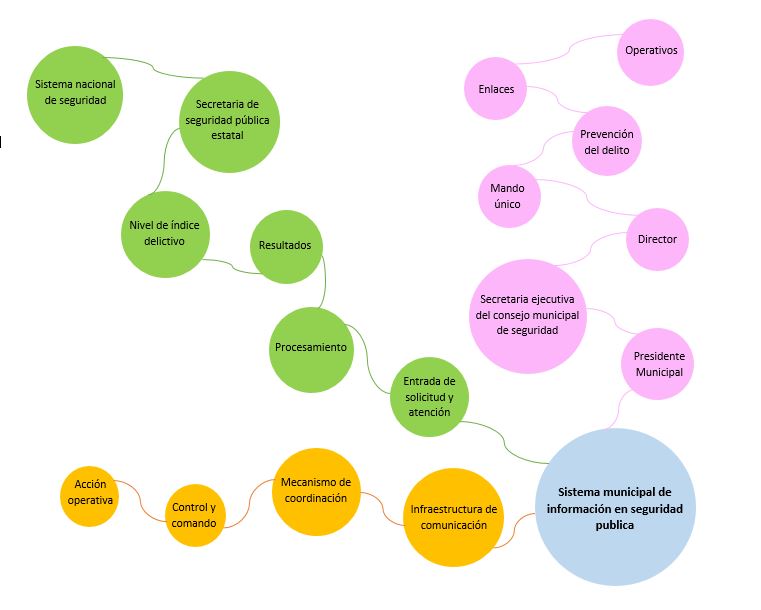 Sistema nacional
de seguridad
Secretaria de
seguridad pública
estatal
Nivel de índice
delictivo
Resultados
Procesamiento
Entrada de
solicitud y
atención
Operativos
Enlaces
Prevención
del delito
Mando
único
Director
Secretaria ejecutiva
del consejo municipal
de seguridad
Presidente
Municipal
Acción
operativa
Control y
comando
Mecanismo de
coordinación
Infraestructura de
comunicación
Sistema municipal de
información en seguridad
publica